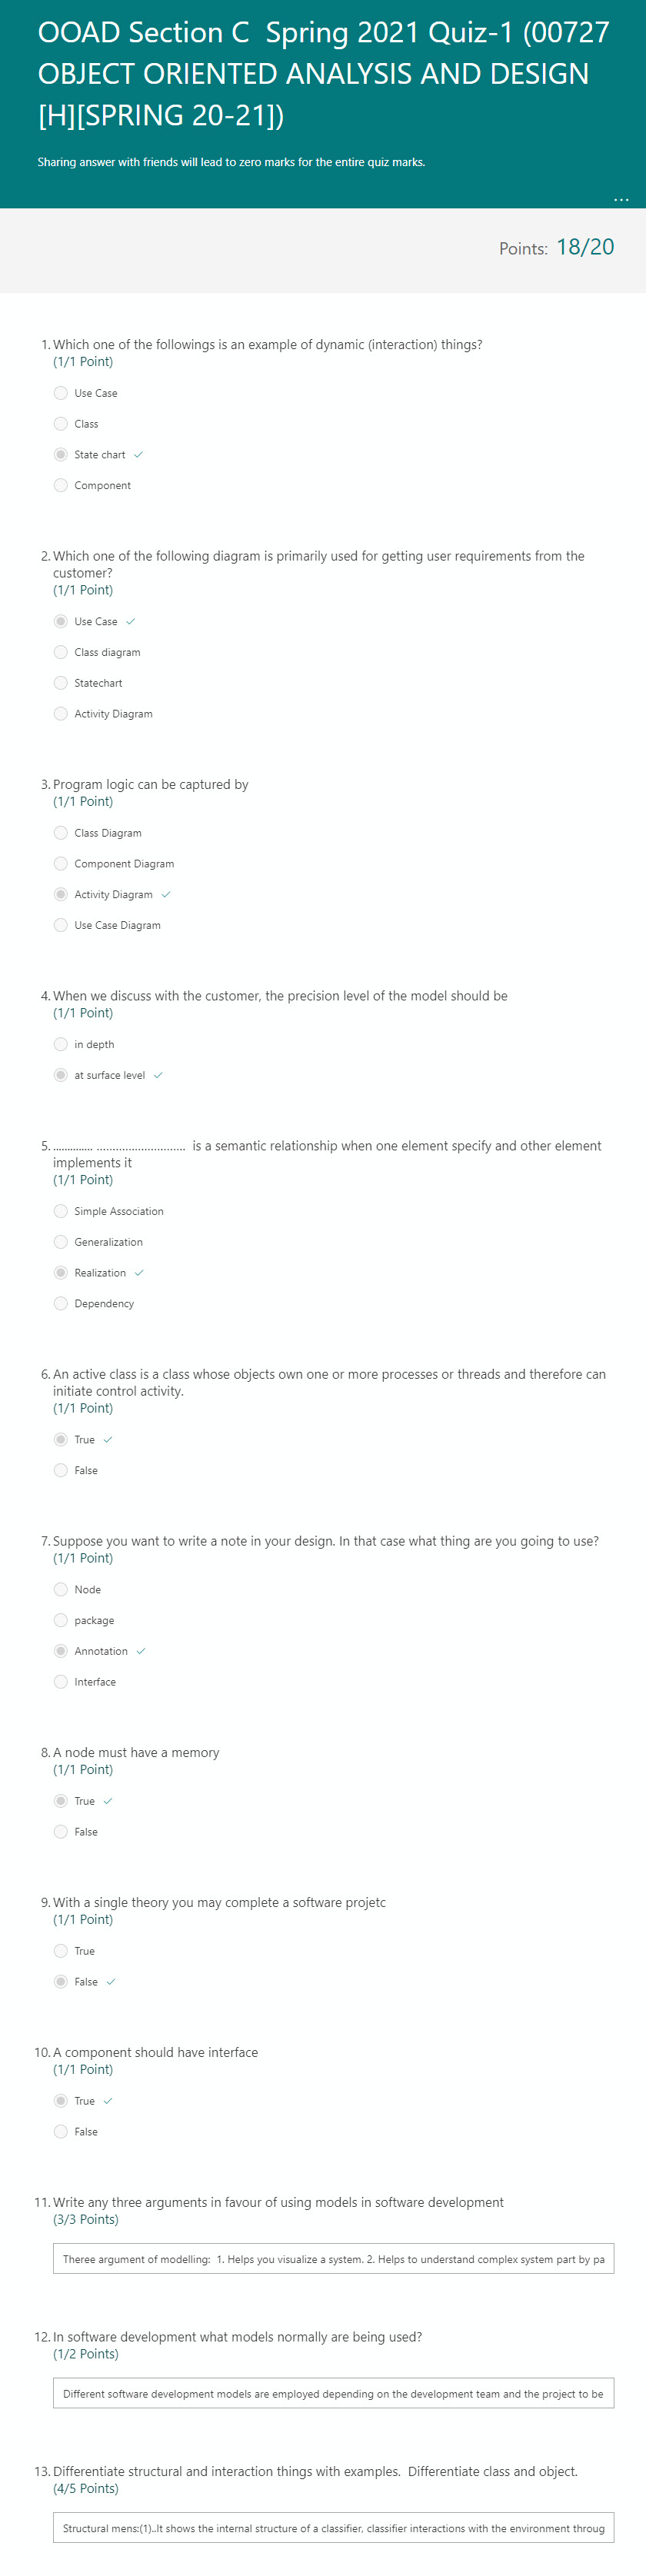 OOAD Section C  Spring 2021 Quiz-1 (00727
OBJECT ORIENTED ANALYSIS AND DESIGN
[H][SPRING 20-21])
Sharing answer with friends will lead to zero marks for the entire quiz marks.
...
Points: 18/20
1. Which one of the followings is an example of dynamic (interaction) things?
(1/1 Point)
Use Case
Class
State chart ✓
Component
2. Which one of the following diagram is primarily used for getting user requirements from the
customer?
(1/1 Point)
Use Case ✓
Class diagram
Statechart
Activity Diagram
3. Program logic can be captured by
(1/1 Point)
Class Diagram
Component Diagram
Activity Diagram ✓
Use Case Diagram
4. When we discuss with the customer, the precision level of the model should be
(1/1 Point)
in depth
at surface level ✓
5. .............. ............................ is a semantic relationship when one element specify and other element
implements it
(1/1 Point)
Simple Association
Generalization
Realization ✓
Dependency
6. An active class is a class whose objects own one or more processes or threads and therefore can
initiate control activity.
(1/1 Point)
True ✓
False
7. Suppose you want to write a note in your design. In that case what thing are you going to use?
(1/1 Point)
Node
package
Annotation ✓
Interface
8. A node must have a memory
(1/1 Point)
True ✓
False
9. With a single theory you may complete a software projetc
(1/1 Point)
True
False ✓
10. A component should have interface
(1/1 Point)
True ✓
False
11. Write any three arguments in favour of using models in software development
(3/3 Points)
Theree argument of modelling:  1. Helps you visualize a system. 2. Helps to understand complex system part by pa
12. In software development what models normally are being used?
(1/2 Points)
Different software development models are employed depending on the development team and the project to be
13. Differentiate structural and interaction things with examples.  Differentiate class and object.
(4/5 Points)
Structural mens:(1)..It shows the internal structure of a classifier, classifier interactions with the environment throug